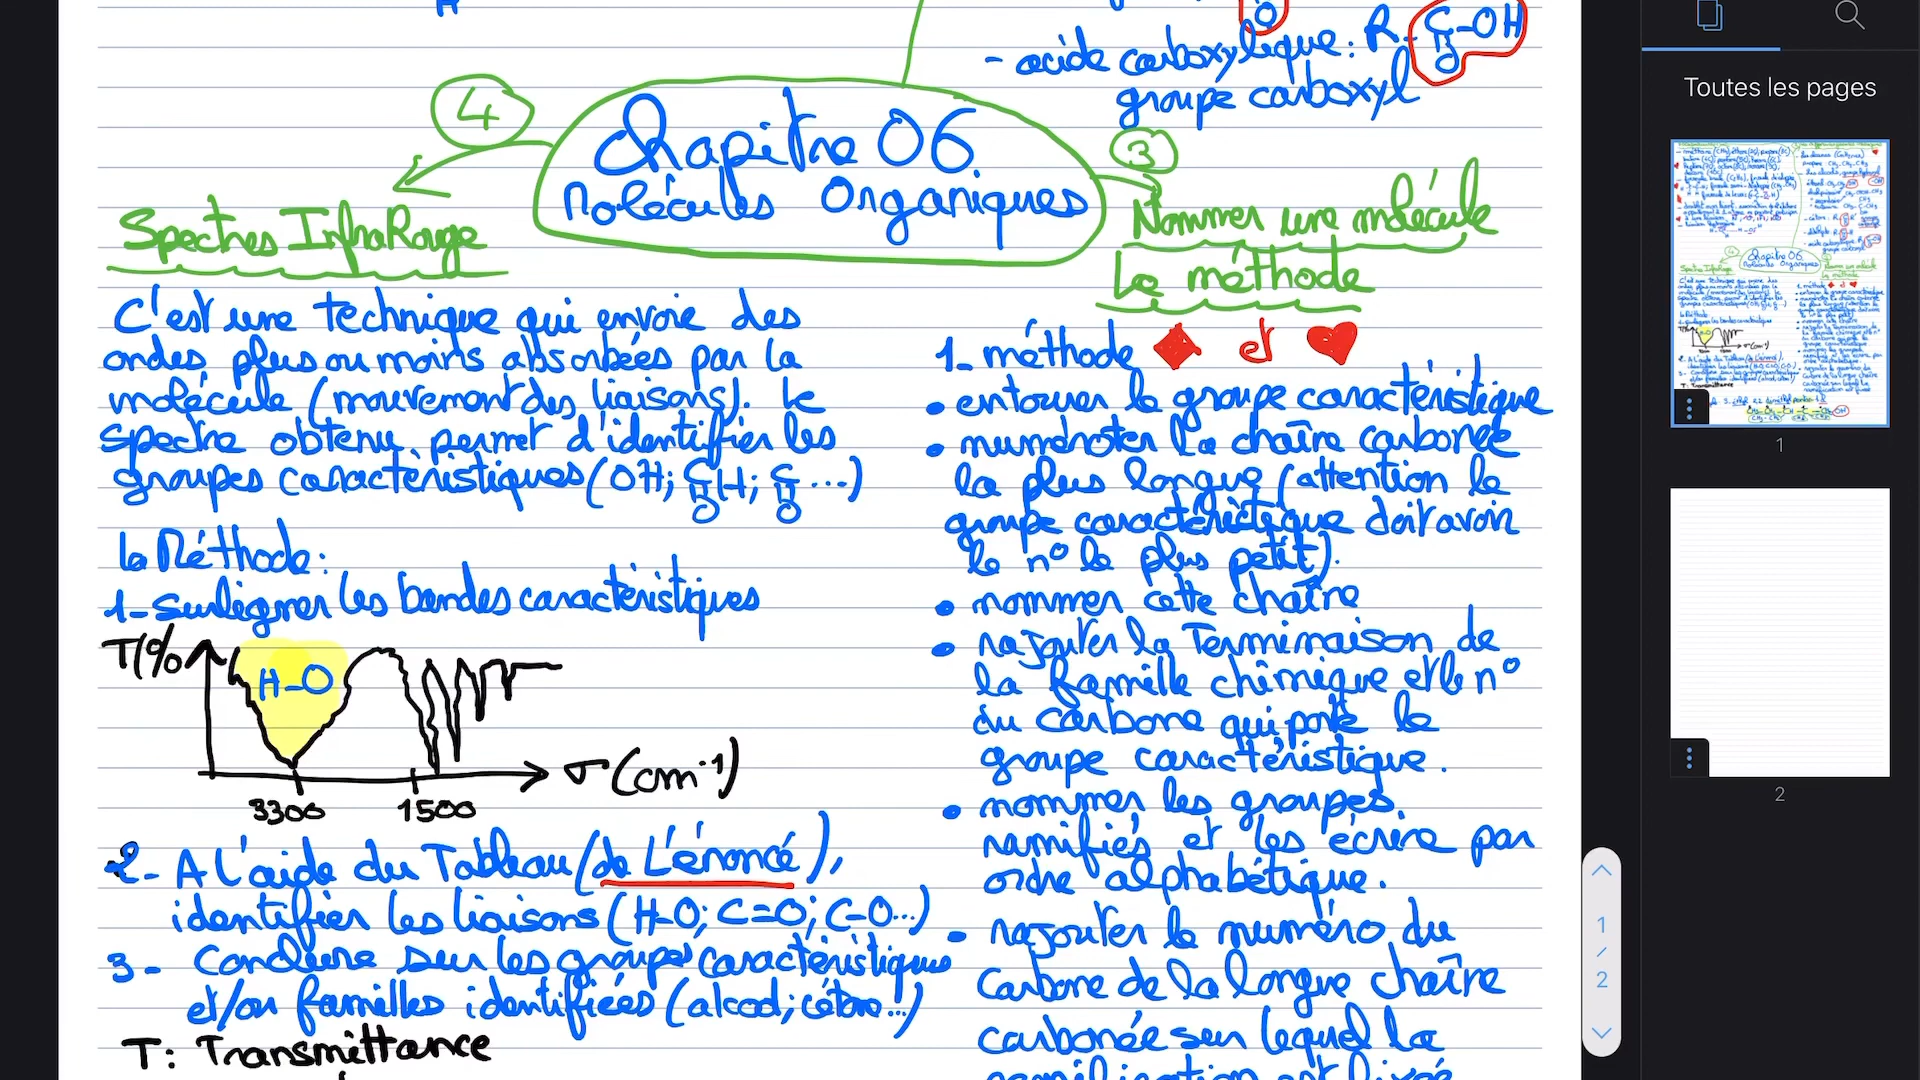 - acide carboxylique : R-C-OH
O
groupe carboxyl
4
Chapitre 06
Molécules Organiques
3
Spectres InfraRouge
C'est une technique qui envoie des
ondes plus ou moins absorbées par la
molécule (mouvement des liaisons). Le
spectre obtenu permet d'identifier les
groupes caractéristiques (OH; C-H; C ...)
O O
La Méthode :
1- surligner les bandes caractéristiques
T(%)
H-O
σ (cm-1)
3300 1500
2- A l'aide du Tableau (de l'énoncé),
identifier les liaisons (H-O; C=O; C-O...)
3- Conclure sur les groupes caractéristiques
et/ou familles identifiées (alcool; cétone...)
T: Transmittance
Nommer une molécule
La méthode
1- méthode ♦ et ♥
• entourer le groupe caractéristique
• numéroter la chaîne carbonée
la plus longue (attention le
groupe caractéristique doit avoir
le n° le plus petit).
• nommer cette chaîne
• rajouter la terminaison de
la famille chimique et le n°
du carbone qui porte le
groupe caractéristique.
• nommer les groupes
ramifiés et les écrire par
ordre alphabétique.
• rajouter le numéro du
carbone de la longue chaîne
carbonée sur lequel la
ramification est fixée
Toutes les pages
1
2
1
/
2